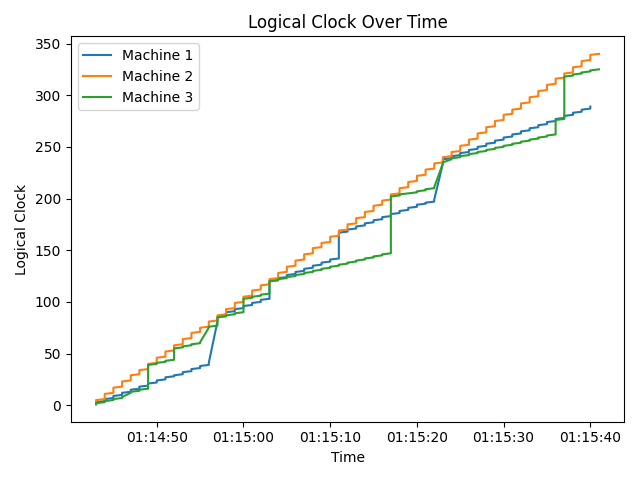 Logical Clock Over Time
Machine 1
Machine 2
Machine 3
Logical Clock
350
300
250
200
150
100
50
0
01:14:50 01:15:00 01:15:10 01:15:20 01:15:30 01:15:40
Time